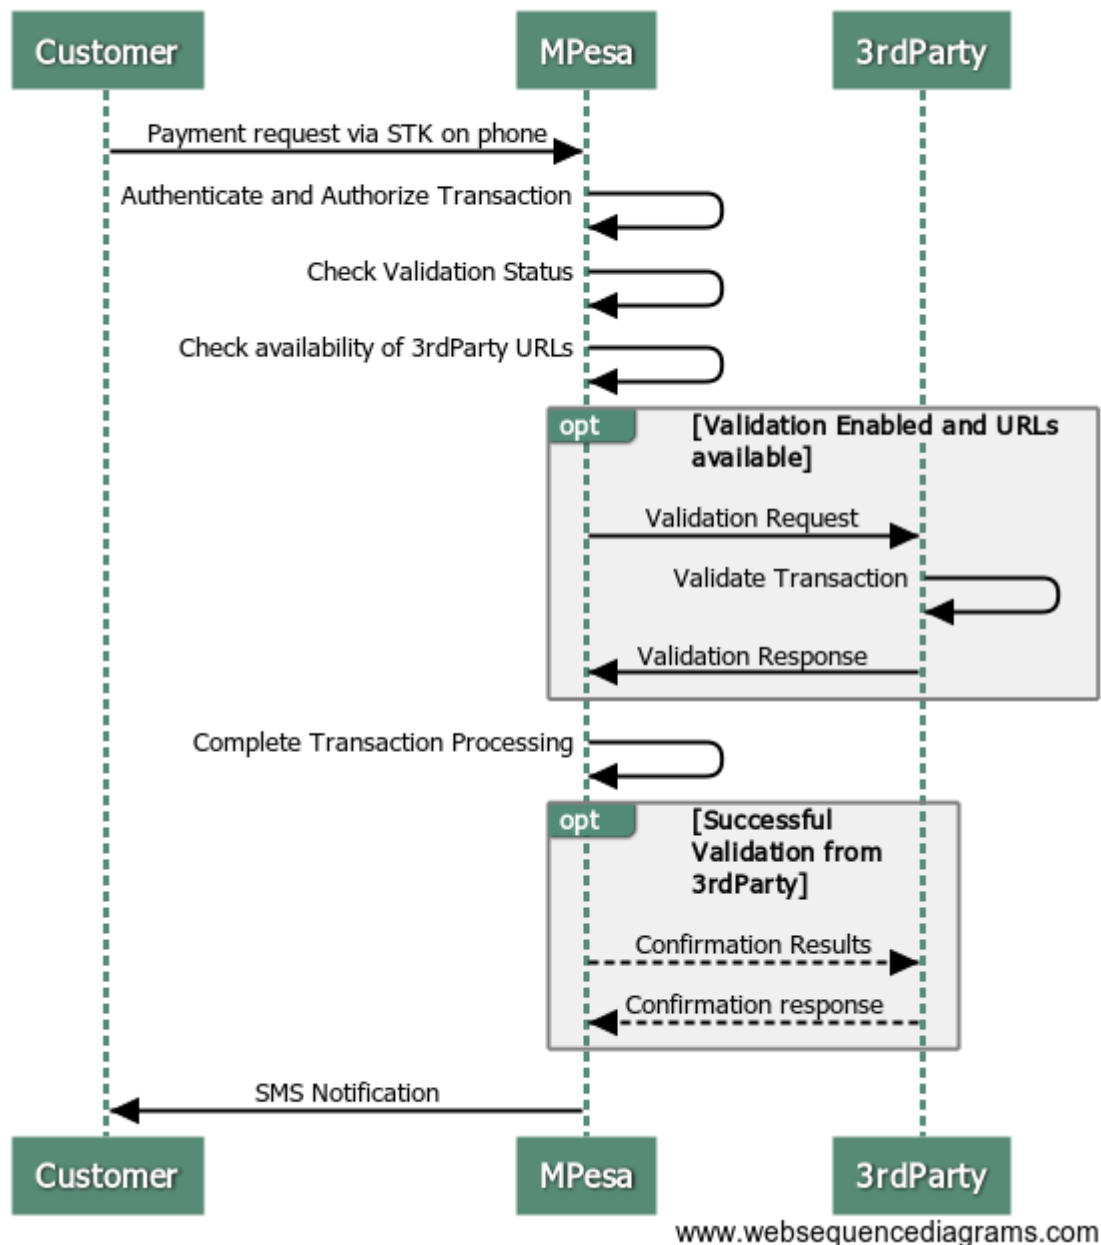 Customer
MPesa
3rdParty
Payment request via STK on phone
Authenticate and Authorize Transaction
Check Validation Status
Check availability of 3rdParty URLs
opt
[Validation Enabled and URLs
available]
Validation Request
Validate Transaction
Validation Response
Complete Transaction Processing
opt
[Successful
Validation from
3rdParty]
Confirmation Results
Confirmation response
SMS Notification
Customer
MPesa
3rdParty
www.websequencediagrams.com